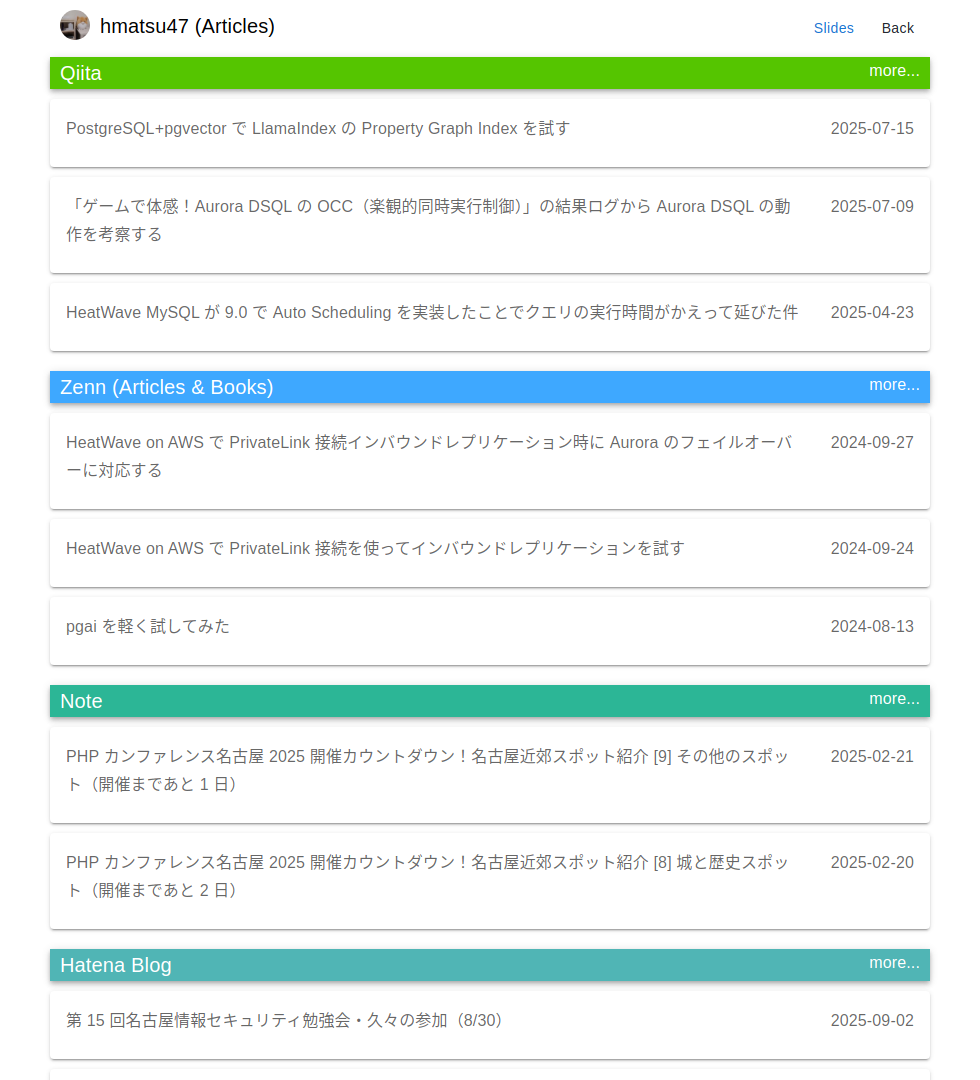 hmatsu47 (Articles)
Slides
Back
Qiita
more...
PostgreSQL+pgvector で LlamaIndex の Property Graph Index を試す
2025-07-15
「ゲームで体感！Aurora DSQL の OCC（楽観的同時実行制御）」の結果ログから Aurora DSQL の動
作を考察する
2025-07-09
HeatWave MySQL が 9.0 で Auto Scheduling を実装したことでクエリの実行時間がかえって延びた件
2025-04-23
Zenn (Articles & Books)
more...
HeatWave on AWS で PrivateLink 接続インバウンドレプリケーション時に Aurora のフェイルオーバ
ーに対応する
2024-09-27
HeatWave on AWS で PrivateLink 接続を使ってインバウンドレプリケーションを試す
2024-09-24
pgai を軽く試してみた
2024-08-13
Note
more...
PHP カンファレンス名古屋 2025 開催カウントダウン！名古屋近郊スポット紹介 [9] その他のスポッ
ト（開催まであと 1 日）
2025-02-21
PHP カンファレンス名古屋 2025 開催カウントダウン！名古屋近郊スポット紹介 [8] 城と歴史スポッ
ト（開催まであと 2 日）
2025-02-20
Hatena Blog
more...
第 15 回名古屋情報セキュリティ勉強会・久々の参加（8/30）
2025-09-02